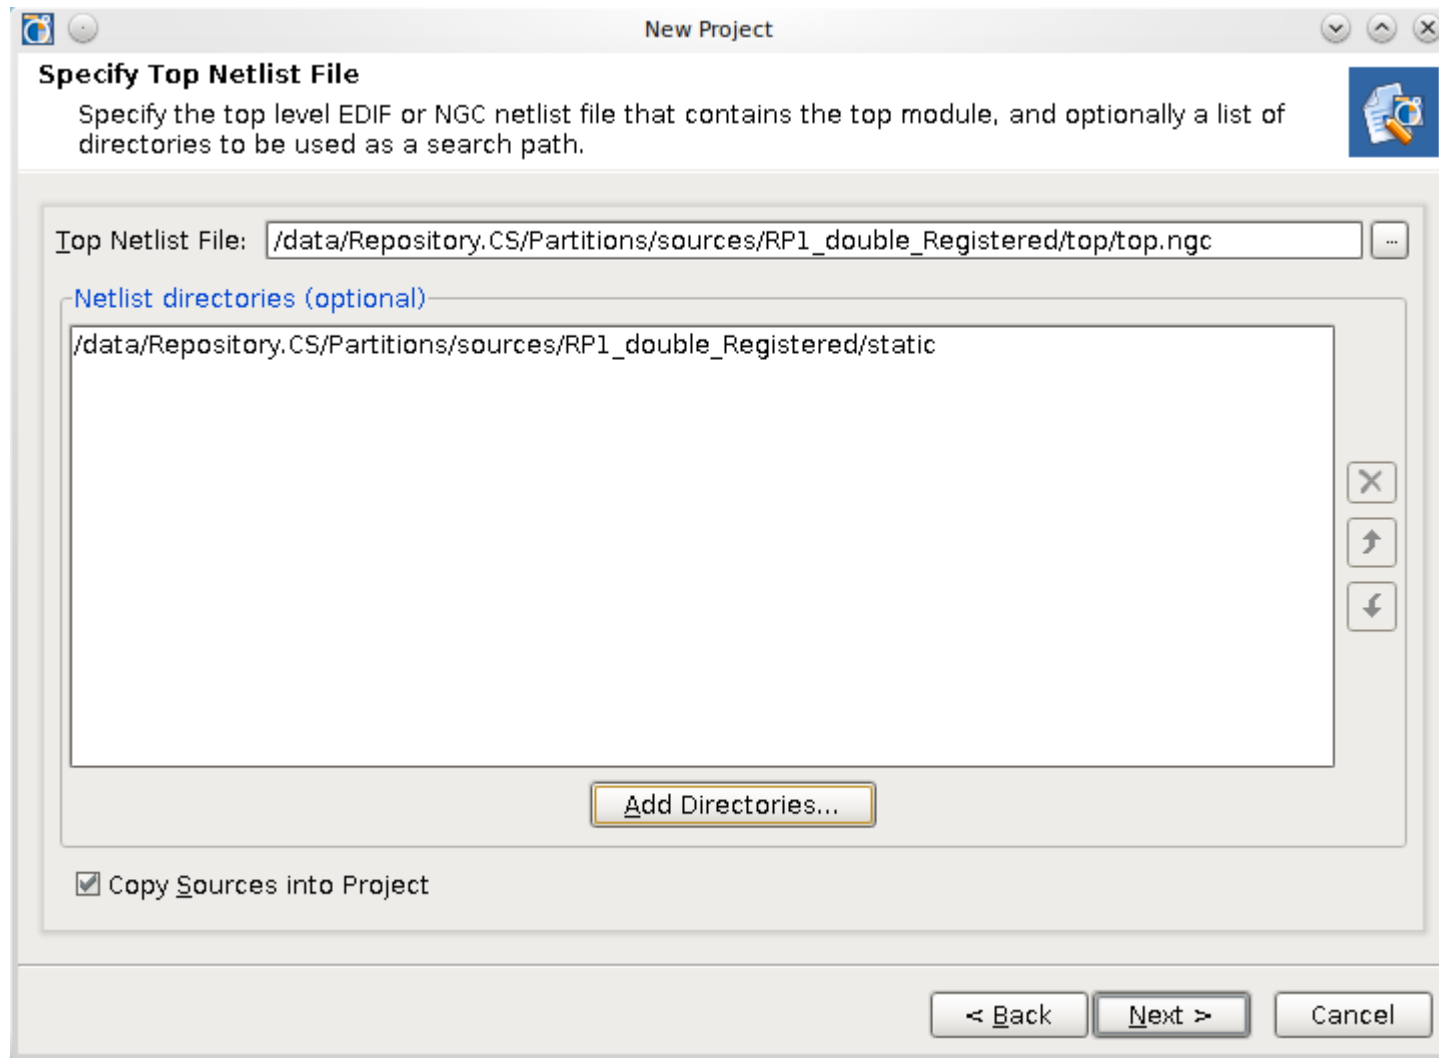 New Project
Specify Top Netlist File
Specify the top level EDIF or NGC netlist file that contains the top module, and optionally a list of
directories to be used as a search path.
Top Netlist File: /data/Repository.CS/Partitions/sources/RP1_double_Registered/top/top.ngc ...
Netlist directories (optional)
/data/Repository.CS/Partitions/sources/RP1_double_Registered/static
Add Directories...
Copy Sources into Project
< Back Next > Cancel